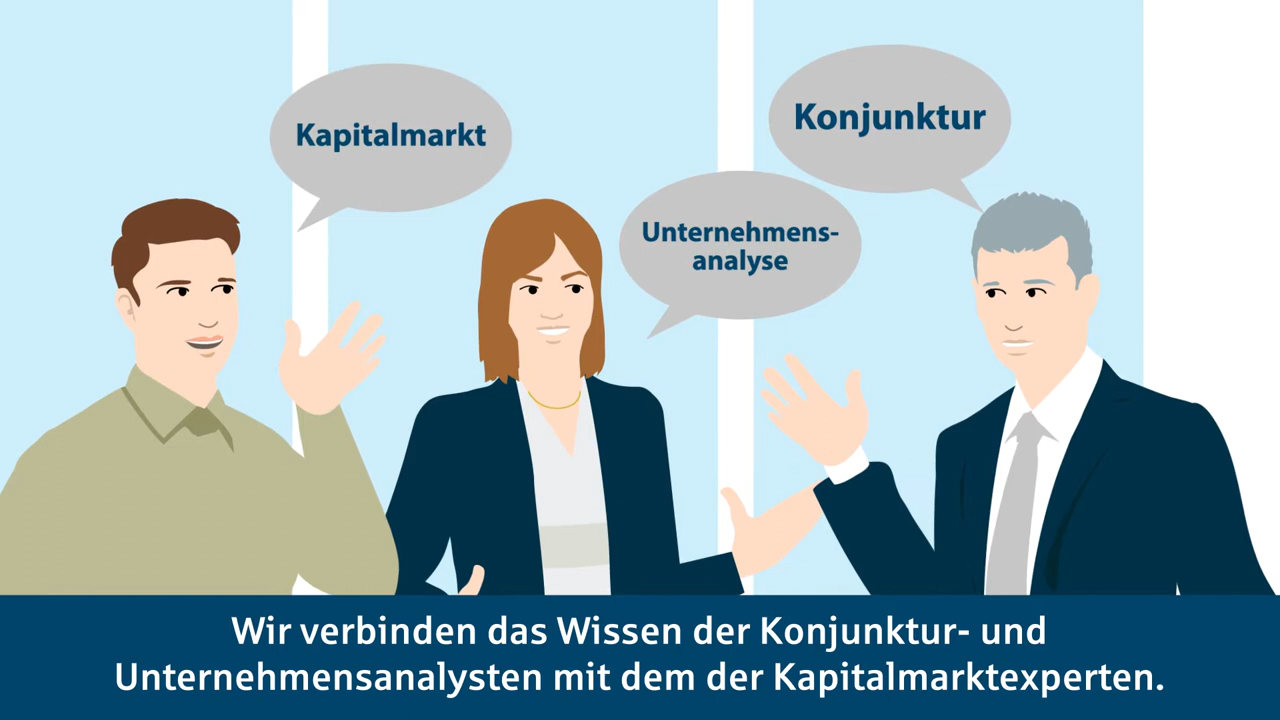 Kapitalmarkt
Konjunktur
Unternehmens-
analyse
Wir verbinden das Wissen der Konjunktur- und
Unternehmensanalysten mit dem der Kapitalmarktexperten.